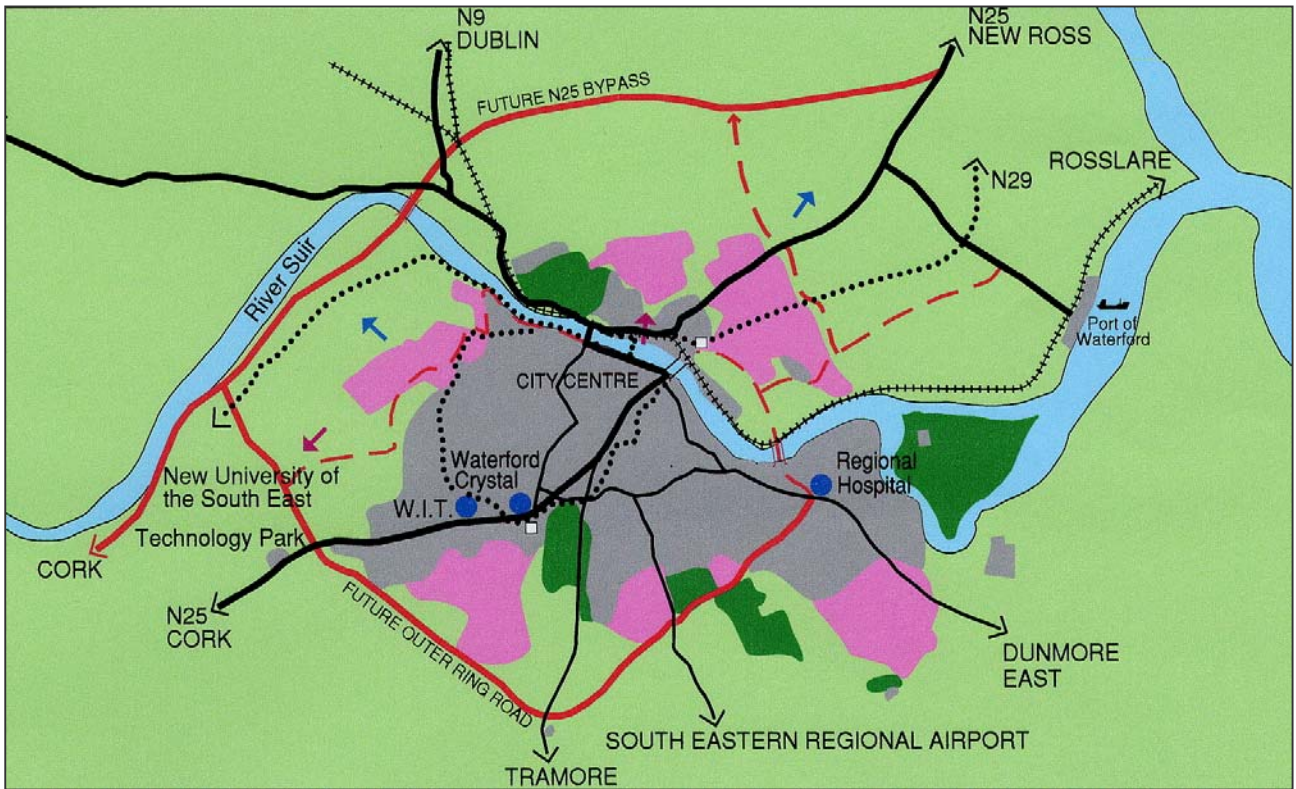 N9
DUBLIN
N25
NEW ROSS
FUTURE N25 BYPASS
ROSSLARE
N29
River Suir
Port of
Waterford
CITY CENTRE
Waterford
Crystal
Regional
Hospital
New University of
the South East
W.I.T.
Technology Park
CORK
N25
CORK
FUTURE OUTER RING ROAD
DUNMORE
EAST
SOUTH EASTERN REGIONAL AIRPORT
TRAMORE